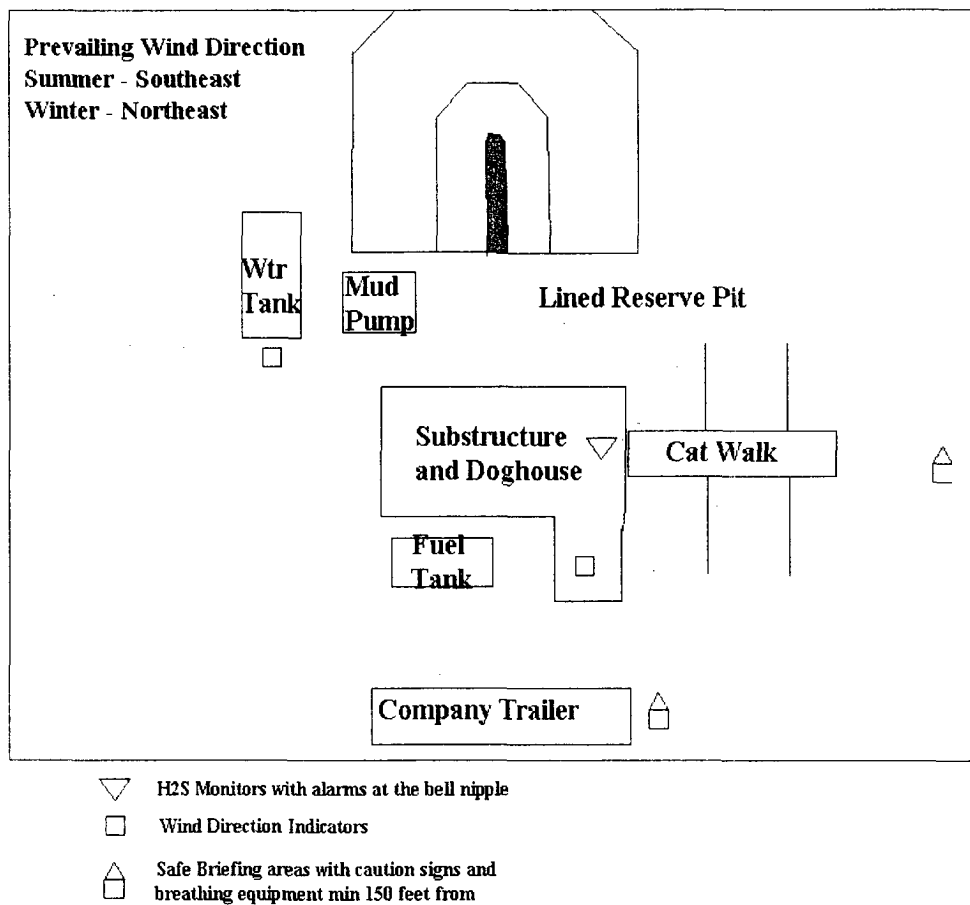 Prevailing Wind Direction
Summer - Southeast
Winter - Northeast
Wtr
Tank
Mud
Pump
Lined Reserve Pit
Substructure
and Doghouse
Cat Walk
Fuel
Tank
Company Trailer
H2S Monitors with alarms at the bell nipple
Wind Direction Indicators
Safe Briefing areas with caution signs and
breathing equipment min 150 feet from